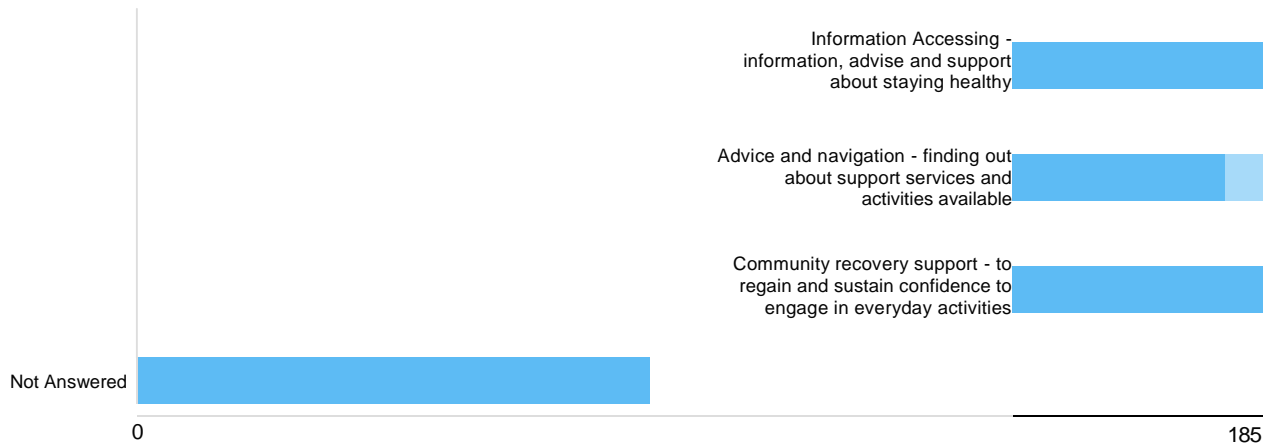 Information Accessing -
information, advise and support
about staying healthy
Advice and navigation - finding out
about support services and
activities available
Community recovery support - to
regain and sustain confidence to
engage in everyday activities
Not Answered
0
185